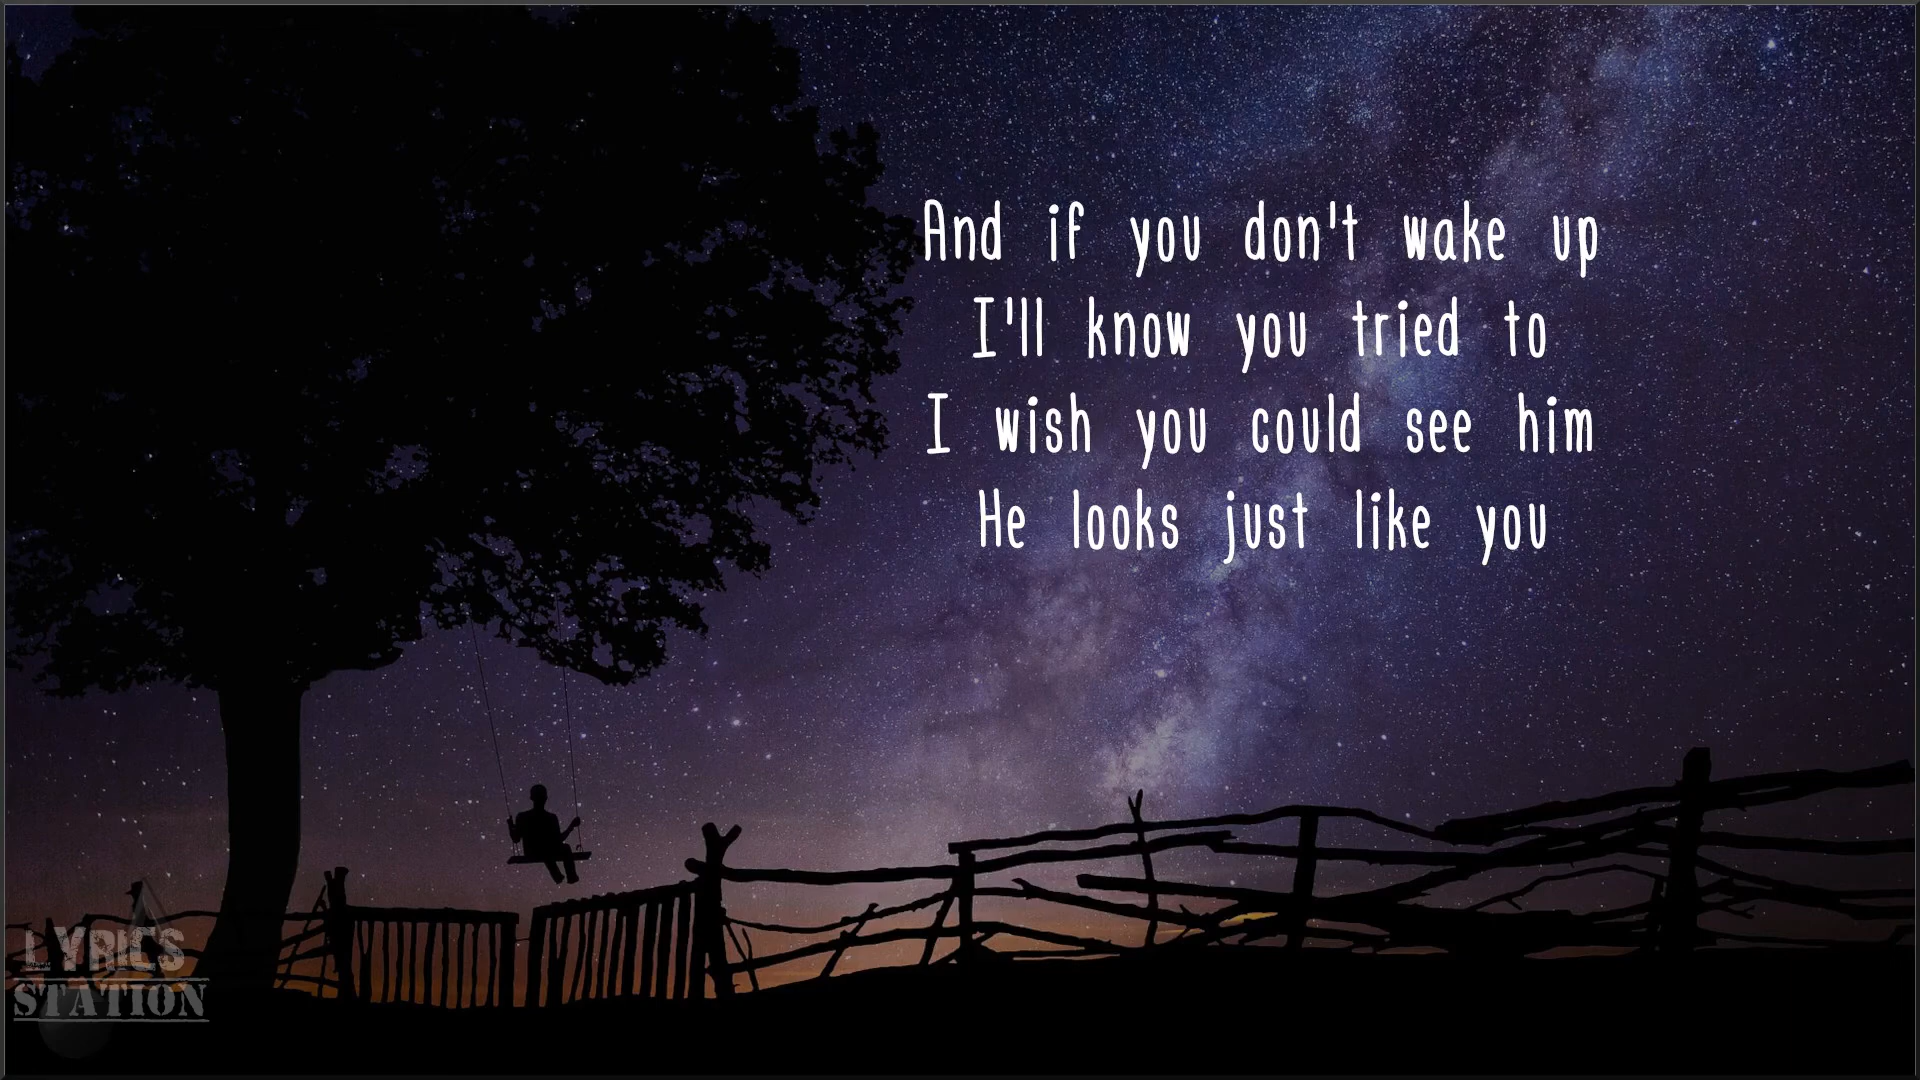 And if you don't wake up
I'll know you tried to
I wish you could see him
He looks just like you
LYRICS
STATION